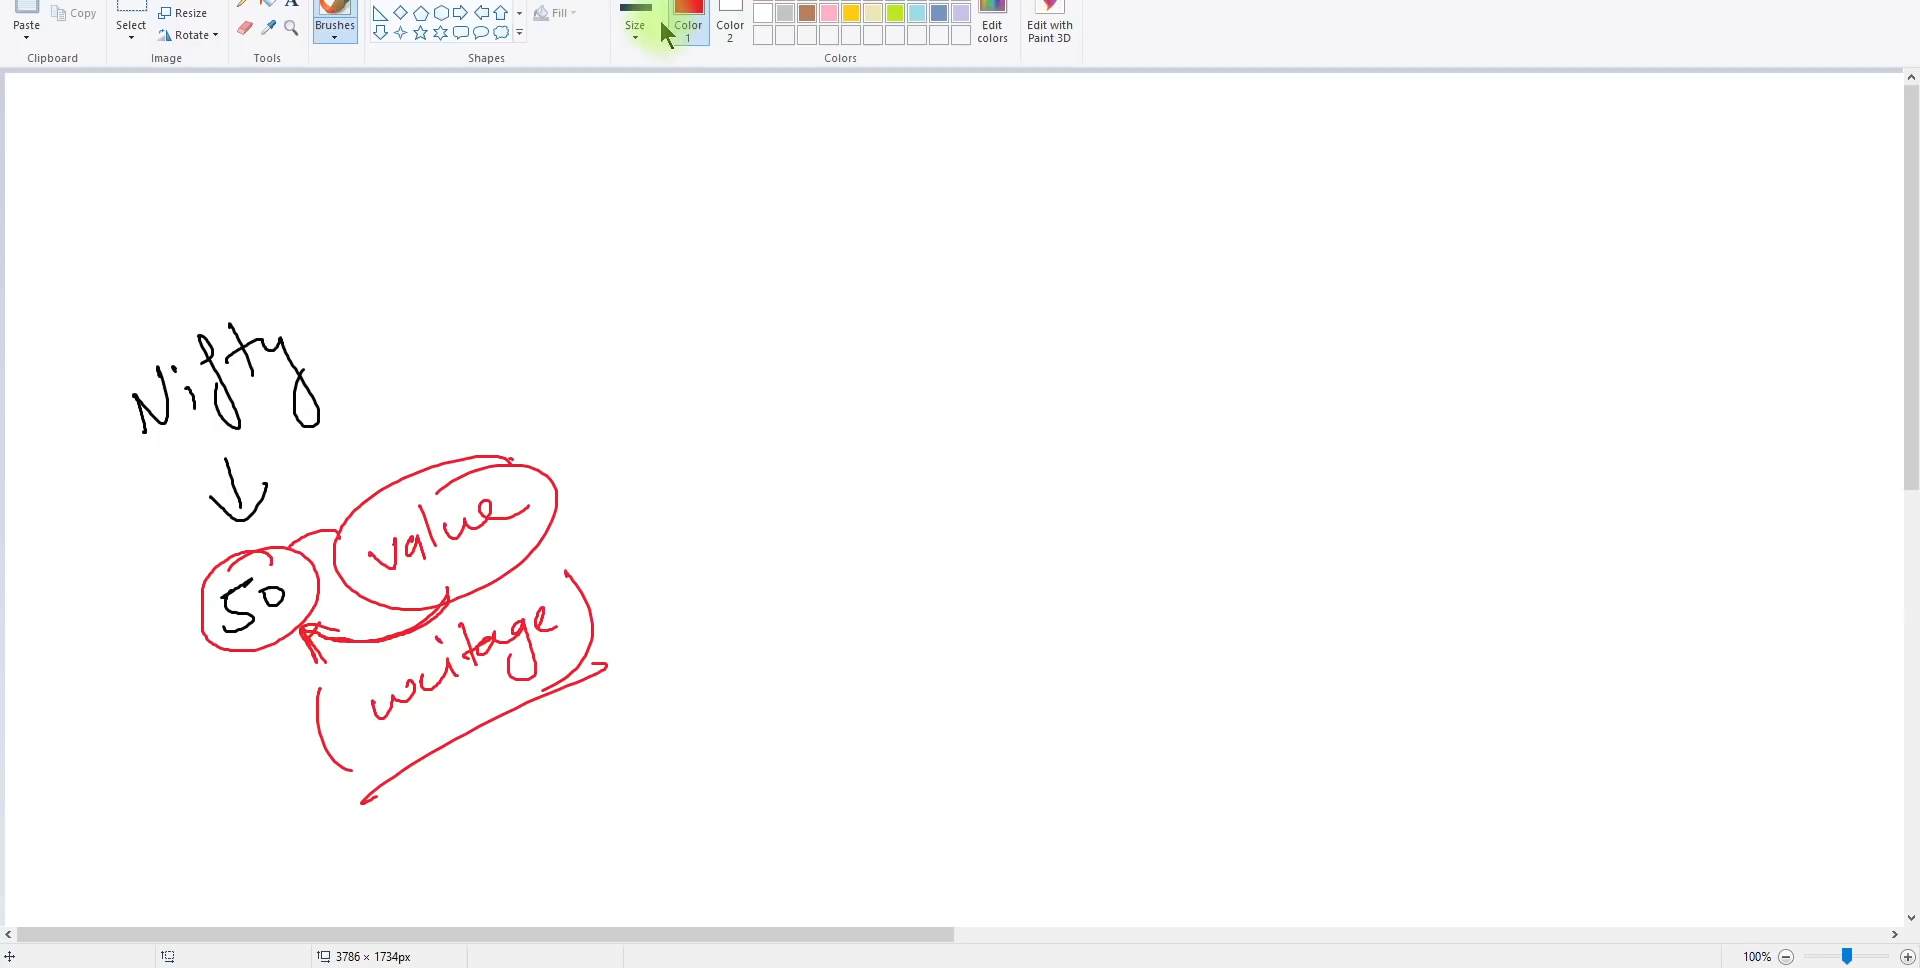 Paste
Copy
Select
Resize
Rotate
A
Brushes
Fill
Size
Color
1
Color
2
Edit
colors
Edit with
Paint 3D
Clipboard
Image
Tools
Shapes
Colors
Nifty
50
value
(weitage)
3786 × 1734px
100%